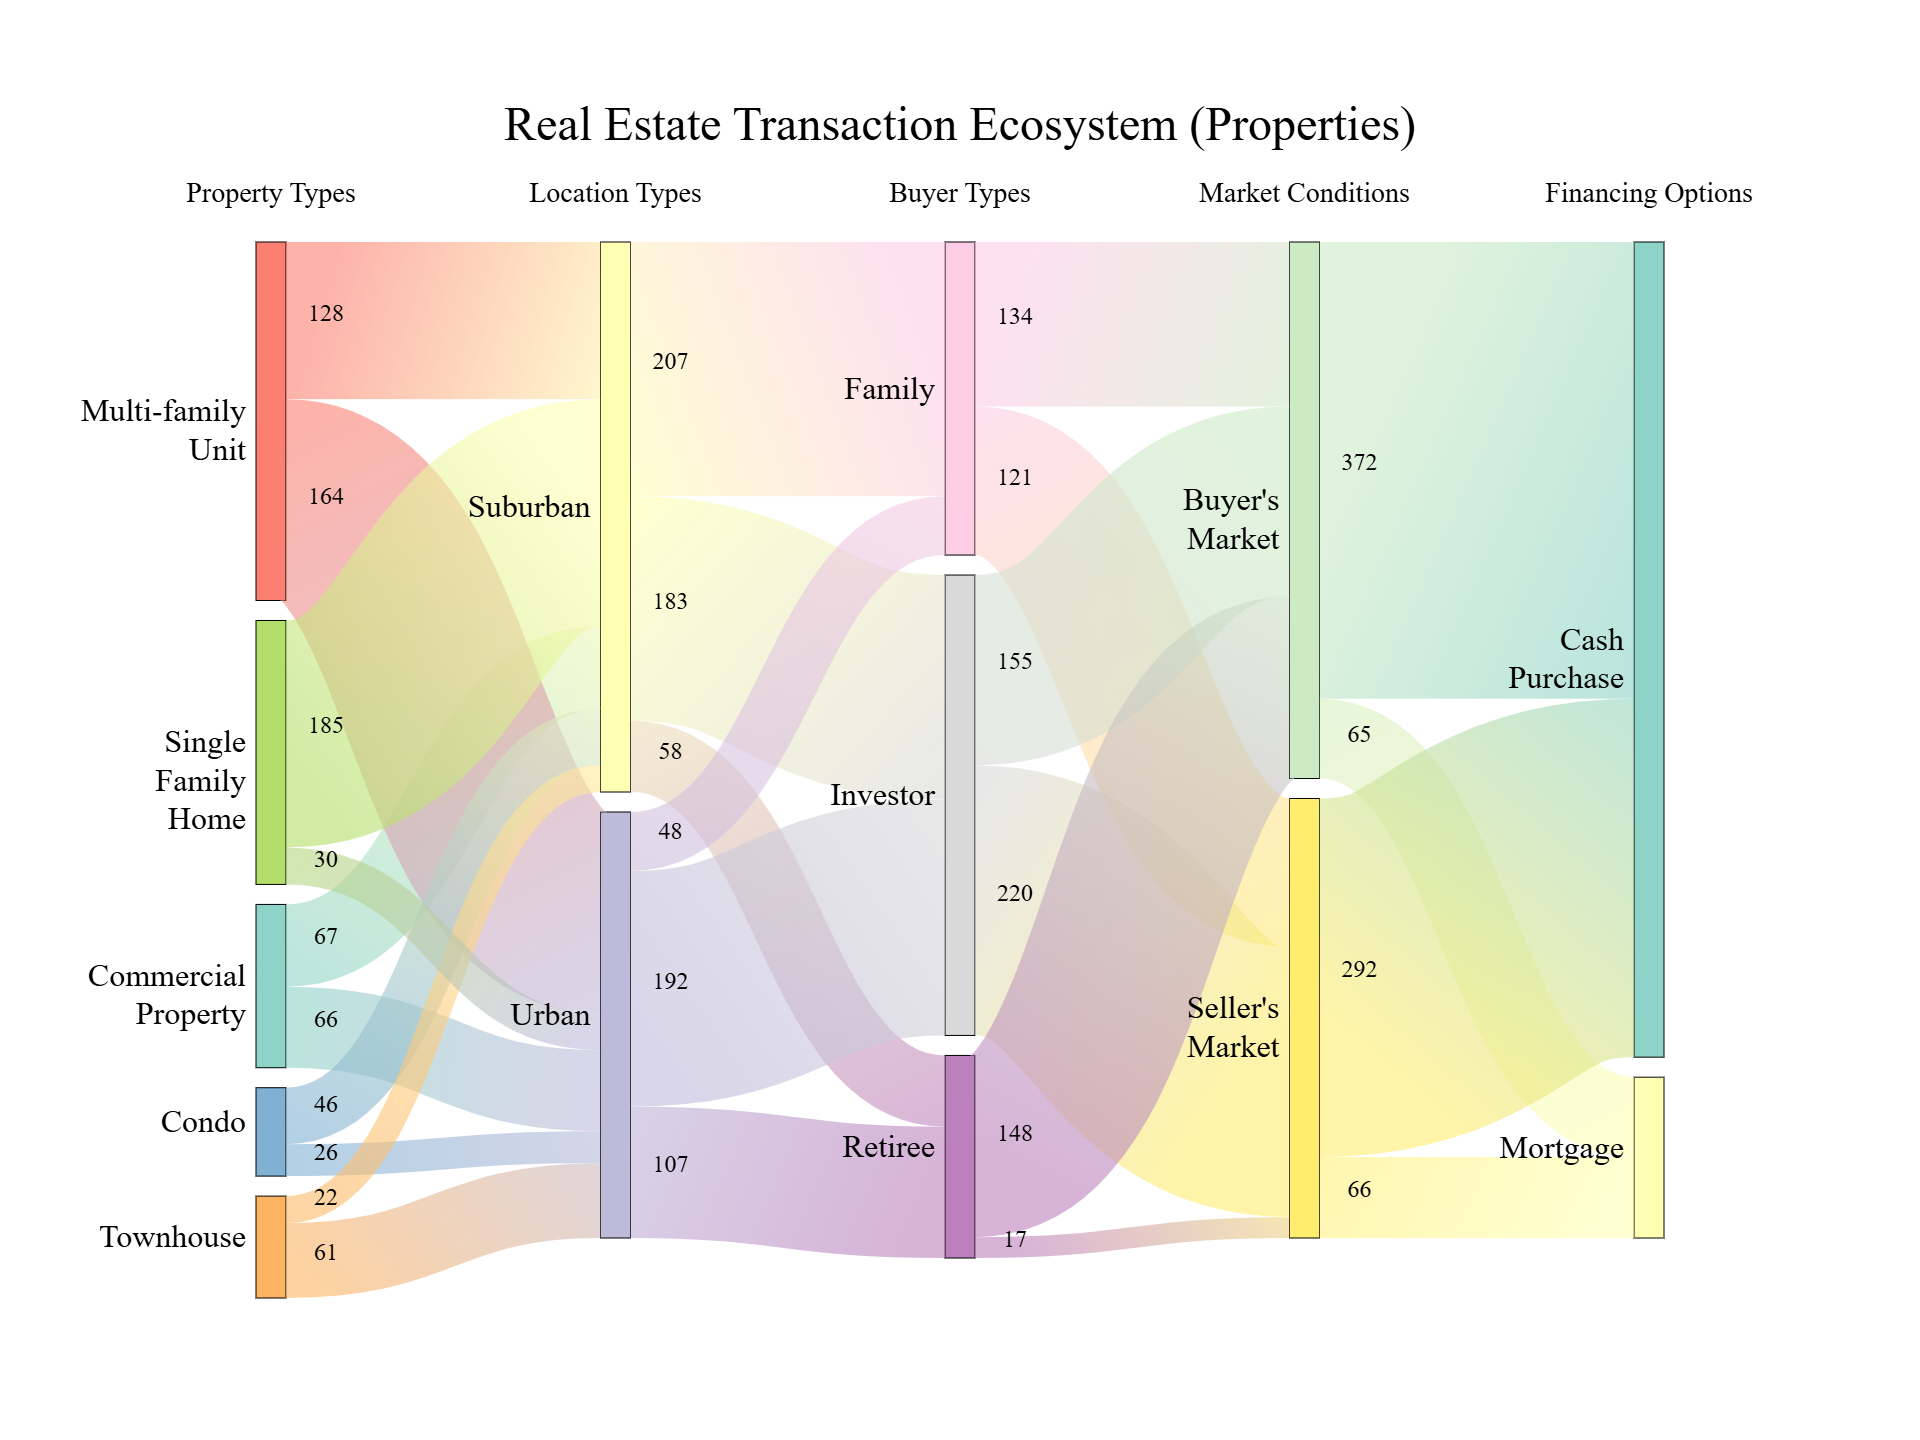 Real Estate Transaction Ecosystem (Properties)
Property Types
Location Types
Buyer Types
Market Conditions
Financing Options
Multi-family
Unit
Single
Family
Home
Commercial
Property
Condo
Townhouse
128
164
185
30
67
66
46
26
22
61
Suburban
Urban
207
183
58
48
192
107
Family
Investor
Retiree
134
121
155
220
148
17
Buyer's
Market
Seller's
Market
372
65
292
66
Cash
Purchase
Mortgage